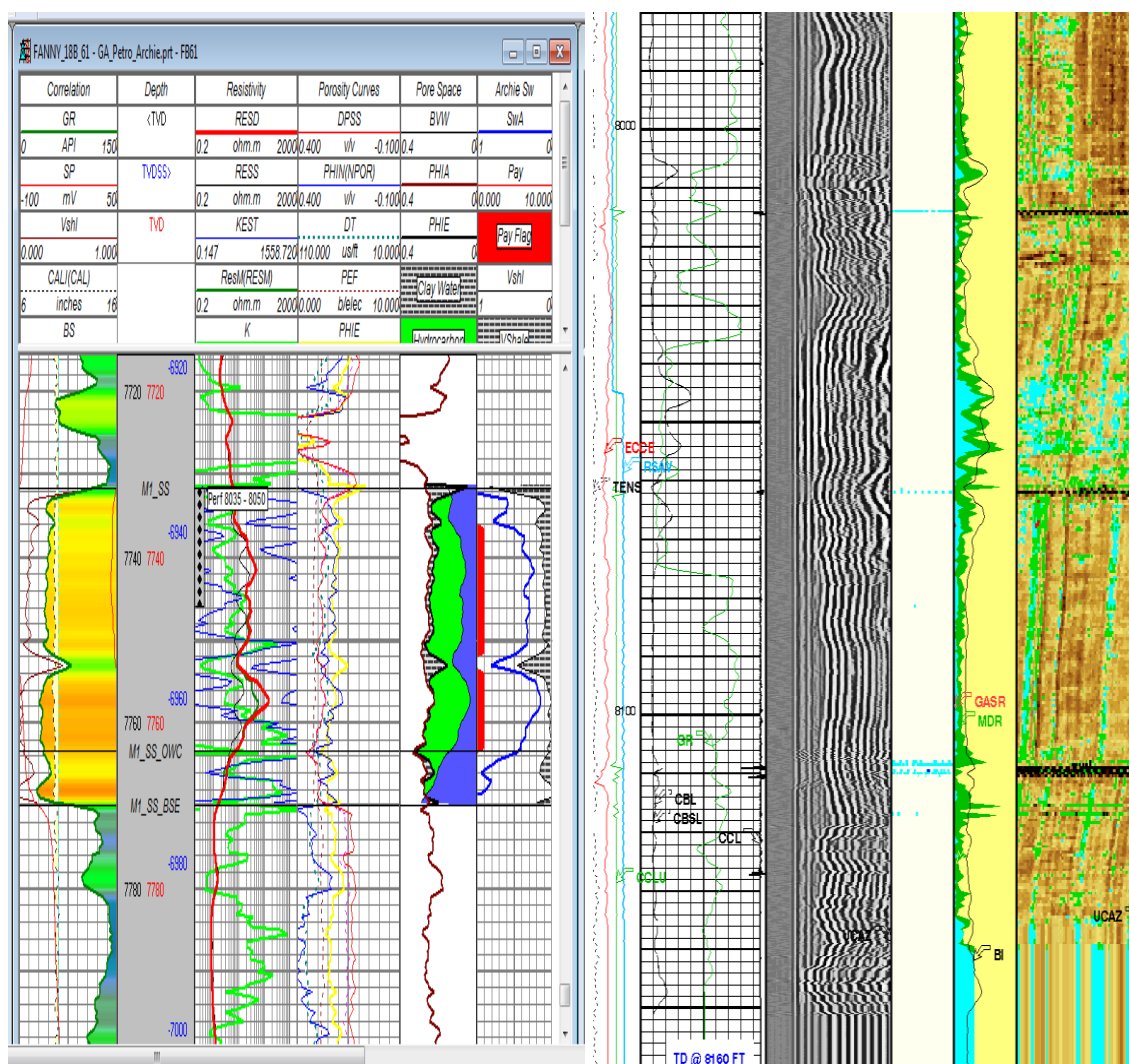 FANNY_18B_61 - GA_Petro_Archie.prt - FB61
Correlation Depth Resistivity Porosity Curves Pore Space Archie Sw
GR <TVD RESD DPSS BVW SwA
0 API 150 0.2 ohm.m 2000 0.400 v/v -0.100 0.4 0 1 0
SP TVDSS> RESS PHIN(NPOR) PHIA Pay
-100 mV 50 0.2 ohm.m 2000 0.400 v/v -0.100 0.4 0 0.000 10.000
Vshl TVD KEST DT PHIE Pay Flag
0.000 1.000 0.147 1558.720 110.000 us/ft 10.000 0.4 0
CALI(CAL) ResM(RESM) PEF Clay Water Vshl
6 inches 16 0.2 ohm.m 2000 0.000 b/elec 10.000 1 0
BS K PHIE Hydrocarbon VShale
-6920
7720 7720
M1_SS
Perf 8035 - 8050
-6940
7740 7740
-6960
7760 7760
M1_SS_OWC
M1_SS_BSE
-6980
7780 7780
-7000
8000
ECCE
RSAV
TENS
GASR
MDR
8100
GR
CBL
CBSL
CCL
CCLU
UCAZ
UCAZ
BI
TD @ 8160 FT